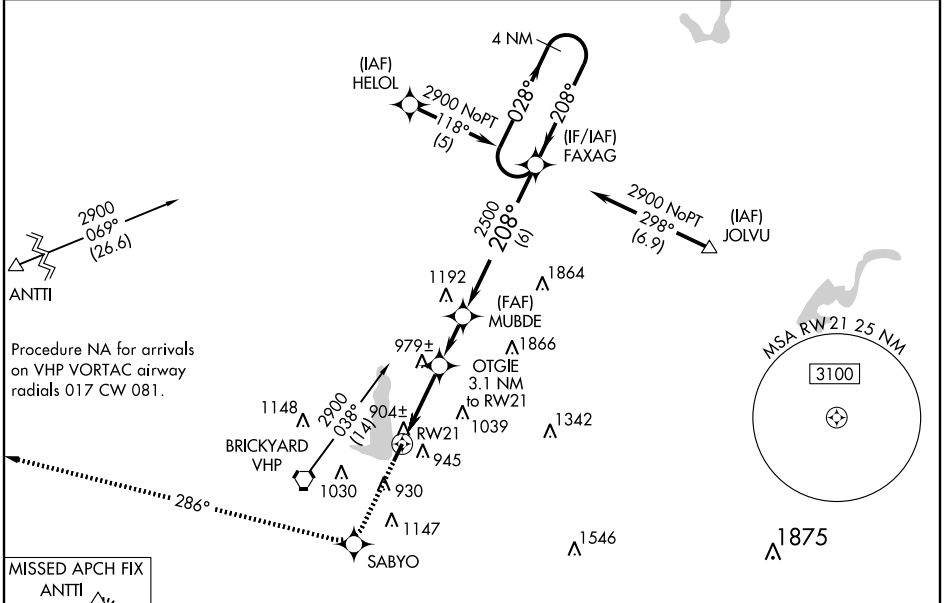 4 NM
(IAF)
HELOL
2900 NoPT
118°
(5)
028°
208°
(IF/IAF)
FAXAG
2900 NoPT
298°
(6.9)
(IAF)
JOLVU
2900
069°
(26.6)
ANTTI
2500
208°
(6)
1192
1864
(FAF)
MUBDE
Procedure NA for arrivals
on VHP VORTAC airway
radials 017 CW 081.
979±
1866
OTGIE
3.1 NM
to RW21
MSA RW21 25 NM
3100
1148
2900
038°
(14)
904±
1039
1342
RW21
945
BRICKYARD
VHP
1030
930
286°
1147
SABYO
1546
1875
MISSED APCH FIX
ANTTI